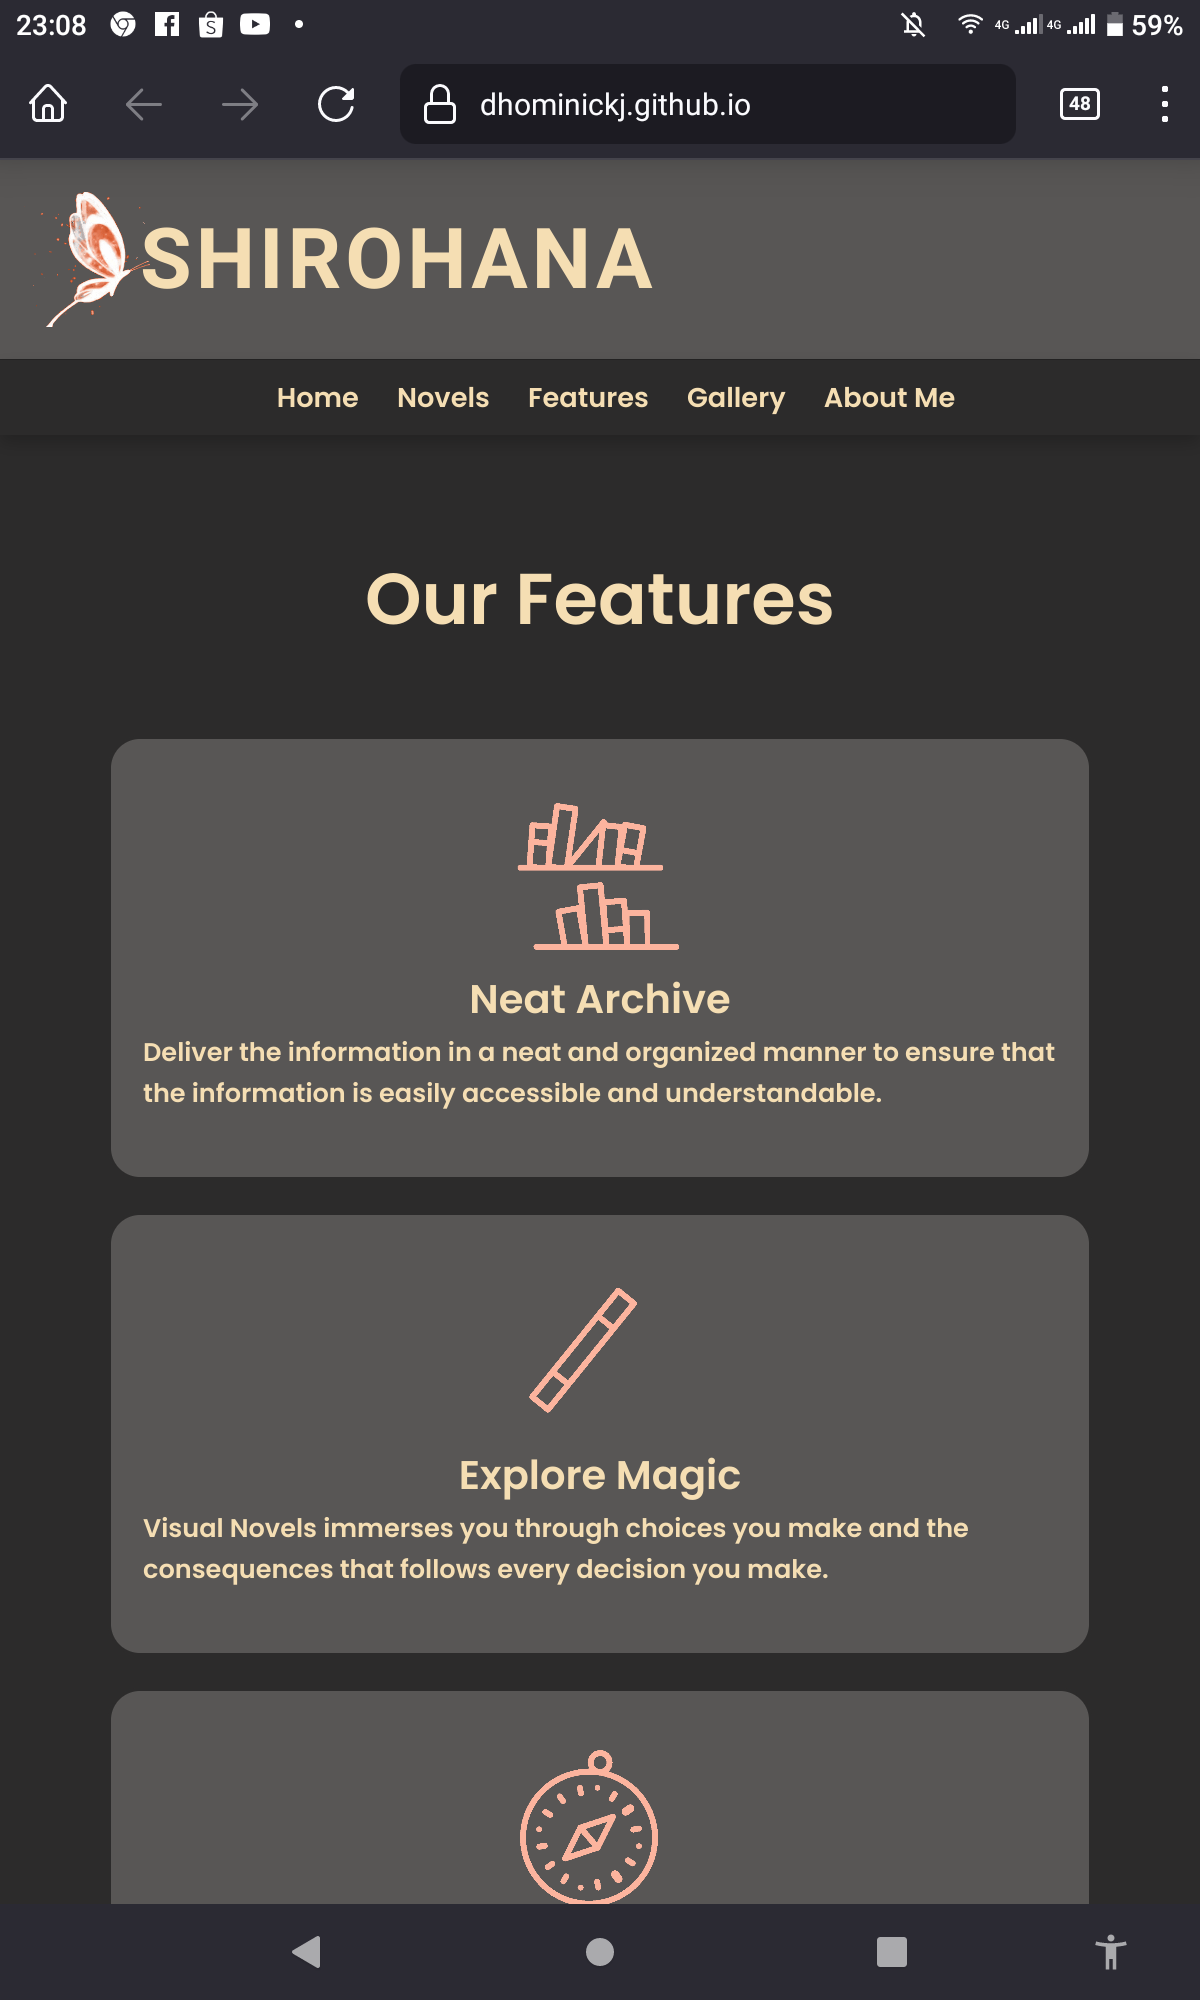 23:08
4G 4G 59%
dhominickj.github.io
48
SHIROHANA
Home Novels Features Gallery About Me
Our Features
Neat Archive
Deliver the information in a neat and organized manner to ensure that
the information is easily accessible and understandable.
Explore Magic
Visual Novels immerses you through choices you make and the
consequences that follows every decision you make.